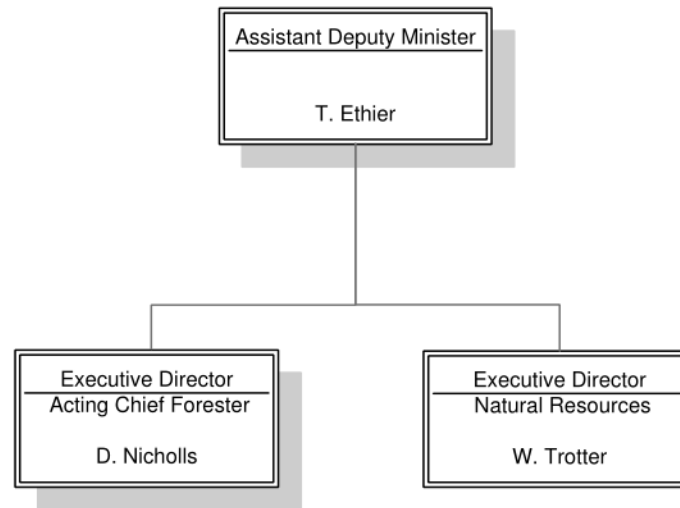 Assistant Deputy Minister
T. Ethier
Executive Director
Acting Chief Forester
D. Nicholls
Executive Director
Natural Resources
W. Trotter